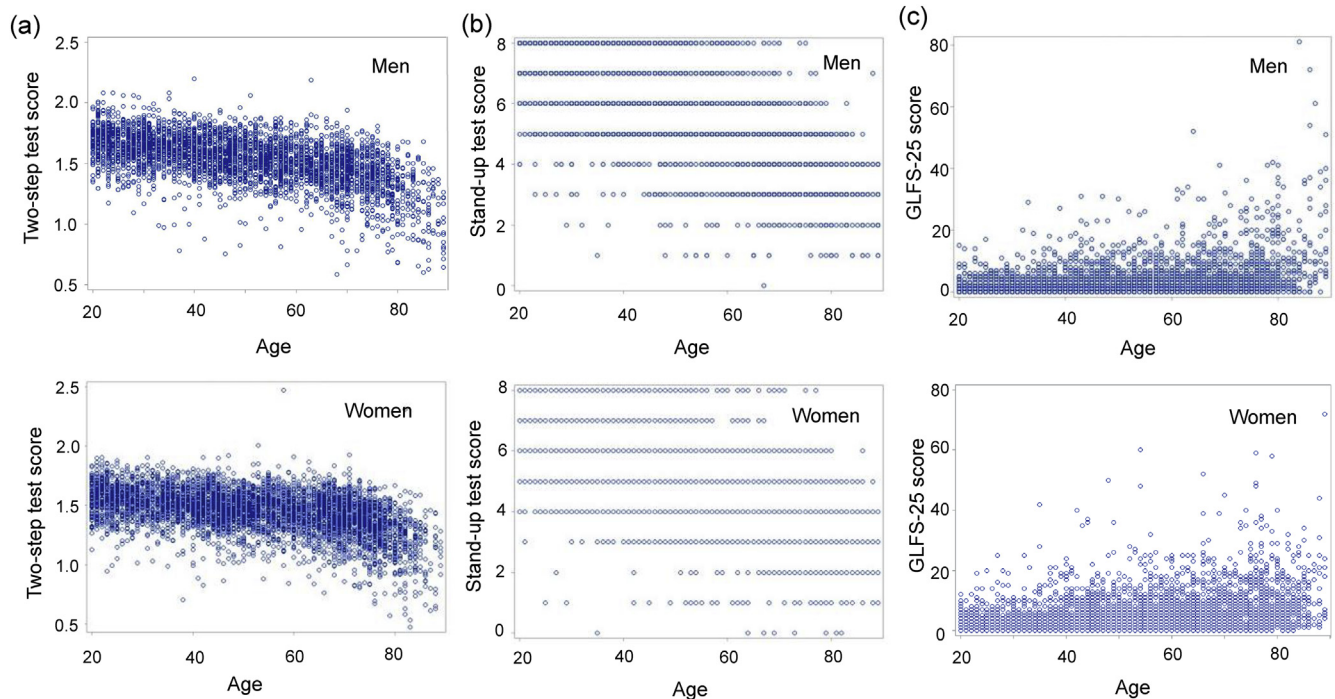 (a)
Men
Two-step test score
2.5
2.0
1.5
1.0
0.5
20 40 60 80
Age
(b)
Men
Stand-up test score
8
6
4
2
0
20 40 60 80
Age
(c)
Men
GLFS-25 score
80
60
40
20
0
20 40 60 80
Age
Women
Two-step test score
2.5
2.0
1.5
1.0
0.5
20 40 60 80
Age
Women
Stand-up test score
8
6
4
2
0
20 40 60 80
Age
Women
GLFS-25 score
80
60
40
20
0
20 40 60 80
Age